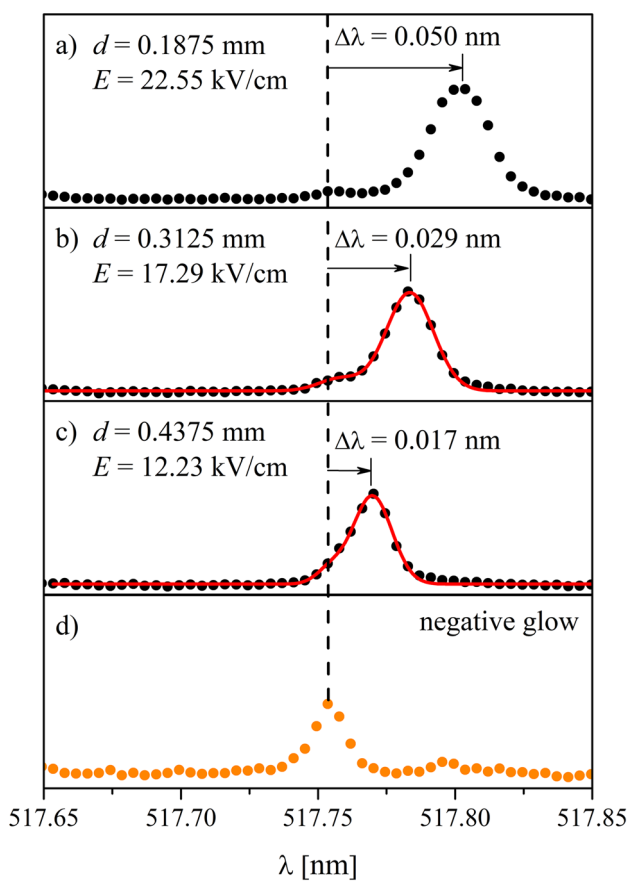 a) d = 0.1875 mm
E = 22.55 kV/cm
Δλ = 0.050 nm
b) d = 0.3125 mm
E = 17.29 kV/cm
Δλ = 0.029 nm
c) d = 0.4375 mm
E = 12.23 kV/cm
Δλ = 0.017 nm
d)
negative glow
517.65 517.70 517.75 517.80 517.85
λ [nm]